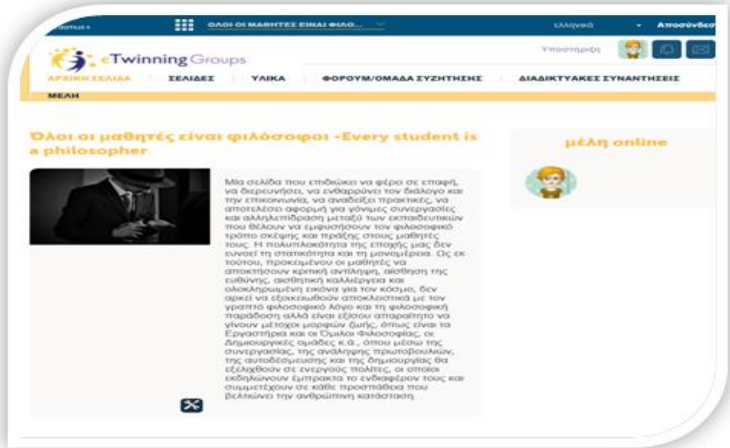 Erasmus+
ΟΛΟΙ ΟΙ ΜΑΘΗΤΕΣ ΕΙΝΑΙ ΦΙΛΟ...
ελληνικά
Αποσύνδεσ
eTwinning Groups
Υποστήριξη
ΑΡΧΙΚΗ ΣΕΛΙΔΑ
ΣΕΛΙΔΕΣ
ΥΛΙΚΑ
ΦΟΡΟΥΜ/ΟΜΑΔΑ ΣΥΖΗΤΗΣΗΣ
ΔΙΑΔΙΚΤΥΑΚΕΣ ΣΥΝΑΝΤΗΣΕΙΣ
ΜΕΛΗ
Όλοι οι μαθητές είναι φιλόσοφοι -Every student is
a philosopher
Μία σελίδα που επιδιώκει να φέρει σε επαφή,
να διερευνήσει, να ενθαρρύνει τον διάλογο και
την επικοινωνία, να αναδείξει πρακτικές, να
αποτελέσει αφορμή για γόνιμες συνεργασίες
και αλληλεπίδραση μεταξύ των εκπαιδευτικών
που θέλουν να εμφυσήσουν τον φιλοσοφικό
τρόπο σκέψης και πράξης στους μαθητές
τους. Η πολυπλοκότητα της εποχής μας δεν
ευνοεί τη στατικότητα και τη μονομέρεια. Ως εκ
τούτου, προκειμένου οι μαθητές να
αποκτήσουν κριτική αντίληψη, αίσθηση της
ευθύνης, αισθητική καλλιέργεια και
ολοκληρωμένη εικόνα για τον κόσμο, δεν
αρκεί να εξοικειωθούν αποκλειστικά με τον
γραπτό φιλοσοφικό λόγο και τη φιλοσοφική
παράδοση αλλά είναι εξίσου απαραίτητο να
γίνουν μέτοχοι μορφών ζωής, όπως είναι τα
Εργαστήρια και οι Όμιλοι Φιλοσοφίας, οι
Δημιουργικές ομάδες κ.ά., όπου μέσω της
συνεργασίας, της ανάληψης πρωτοβουλιών,
της αυτοδέσμευσης και της δημιουργίας θα
εξελιχθούν σε ενεργούς πολίτες, οι οποίοι
εκδηλώνουν έμπρακτα το ενδιαφέρον τους και
συμμετέχουν σε κάθε προσπάθεια που
βελτιώνει την ανθρώπινη κατάσταση.
μέλη online